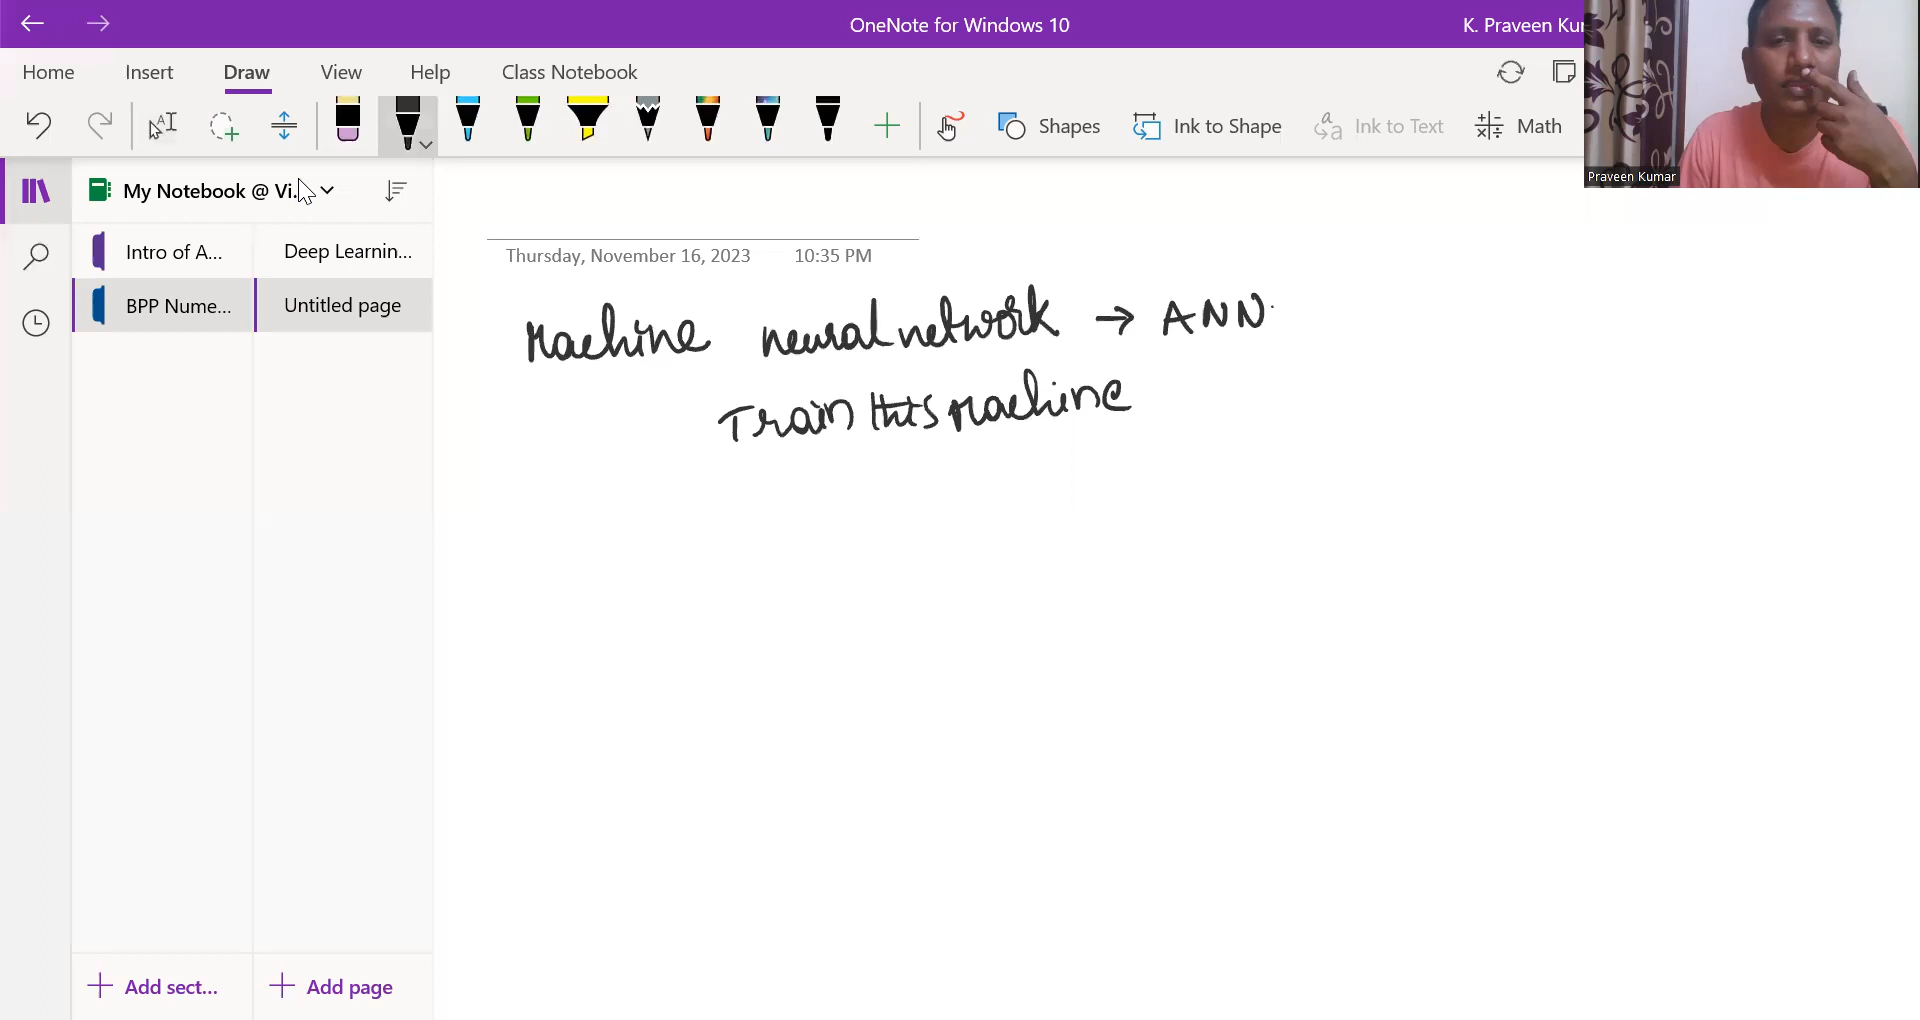 OneNote for Windows 10
K. Praveen Kur
Home Insert Draw View Help Class Notebook
Shapes Ink to Shape Ink to Text Math
Praveen Kumar
My Notebook @ Vi...
Intro of A... Deep Learnin...
BPP Nume... Untitled page
Thursday, November 16, 2023 10:35 PM
Machine neural network → ANN
Train this Machine
+ Add sect... + Add page